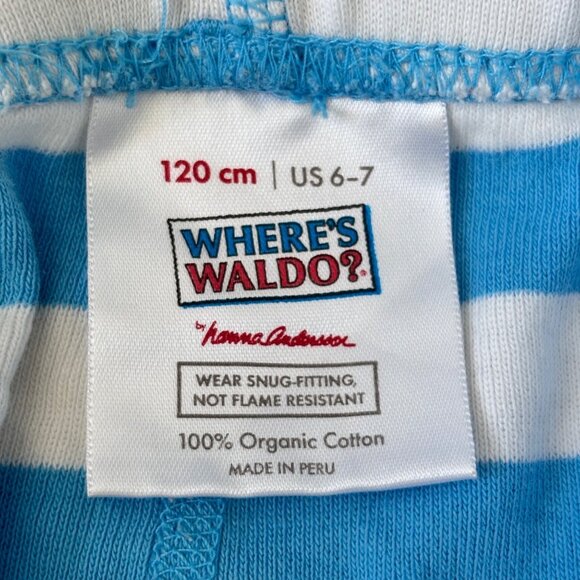 120 cm | US 6-7
WHERE'S
WALDO?®
by hanna andersson
WEAR SNUG-FITTING,
NOT FLAME RESISTANT
100% Organic Cotton
MADE IN PERU